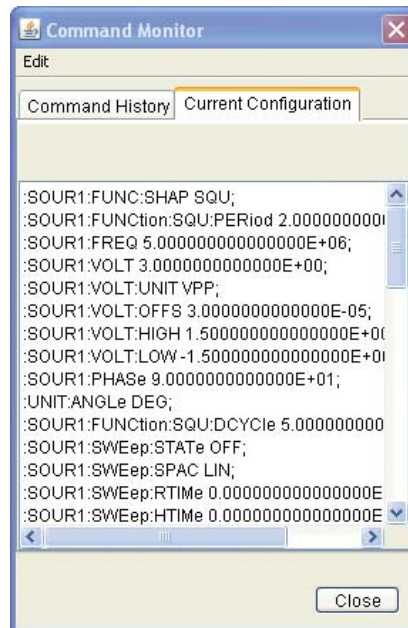 Command Monitor
Edit
Command History Current Configuration
:SOUR1:FUNC:SHAP SQU;
:SOUR1:FUNCtion:SQU:PERiod 2.000000000
:SOUR1:FREQ 5.000000000000000E+06;
:SOUR1:VOLT 3.0000000000000E+00;
:SOUR1:VOLT:UNIT VPP;
:SOUR1:VOLT:OFFS 3.0000000000000E-05;
:SOUR1:VOLT:HIGH 1.500000000000000E+00
:SOUR1:VOLT:LOW -1.500000000000000E+00
:SOUR1:PHASe 9.0000000000000E+01;
:UNIT:ANGLe DEG;
:SOUR1:FUNCtion:SQU:DCYCle 5.000000000
:SOUR1:SWEep:STATe OFF;
:SOUR1:SWEep:SPAC LIN;
:SOUR1:SWEep:RTIMe 0.000000000000000E
:SOUR1:SWEep:HTIMe 0.000000000000000E
Close